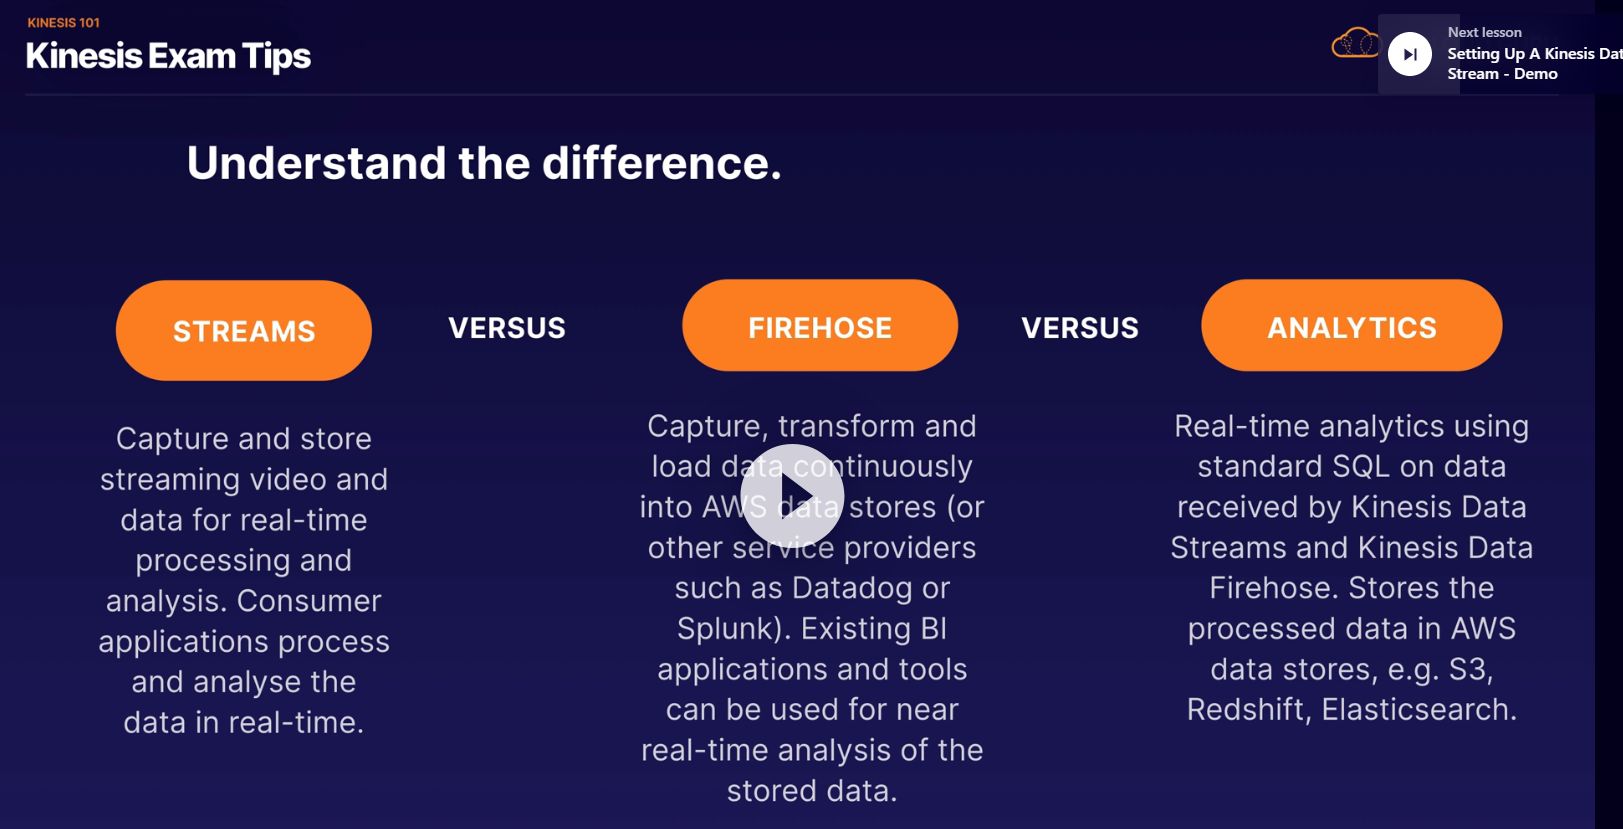 KINESIS 101
Kinesis Exam Tips
Next lesson
Setting Up A Kinesis Dat
Stream - Demo
Understand the difference.
STREAMS
VERSUS
FIREHOSE
VERSUS
ANALYTICS
Capture and store
streaming video and
data for real-time
processing and
analysis. Consumer
applications process
and analyse the
data in real-time.
Capture, transform and
load data continuously
into AWS data stores (or
other service providers
such as Datadog or
Splunk). Existing BI
applications and tools
can be used for near
real-time analysis of the
stored data.
Real-time analytics using
standard SQL on data
received by Kinesis Data
Streams and Kinesis Data
Firehose. Stores the
processed data in AWS
data stores, e.g. S3,
Redshift, Elasticsearch.